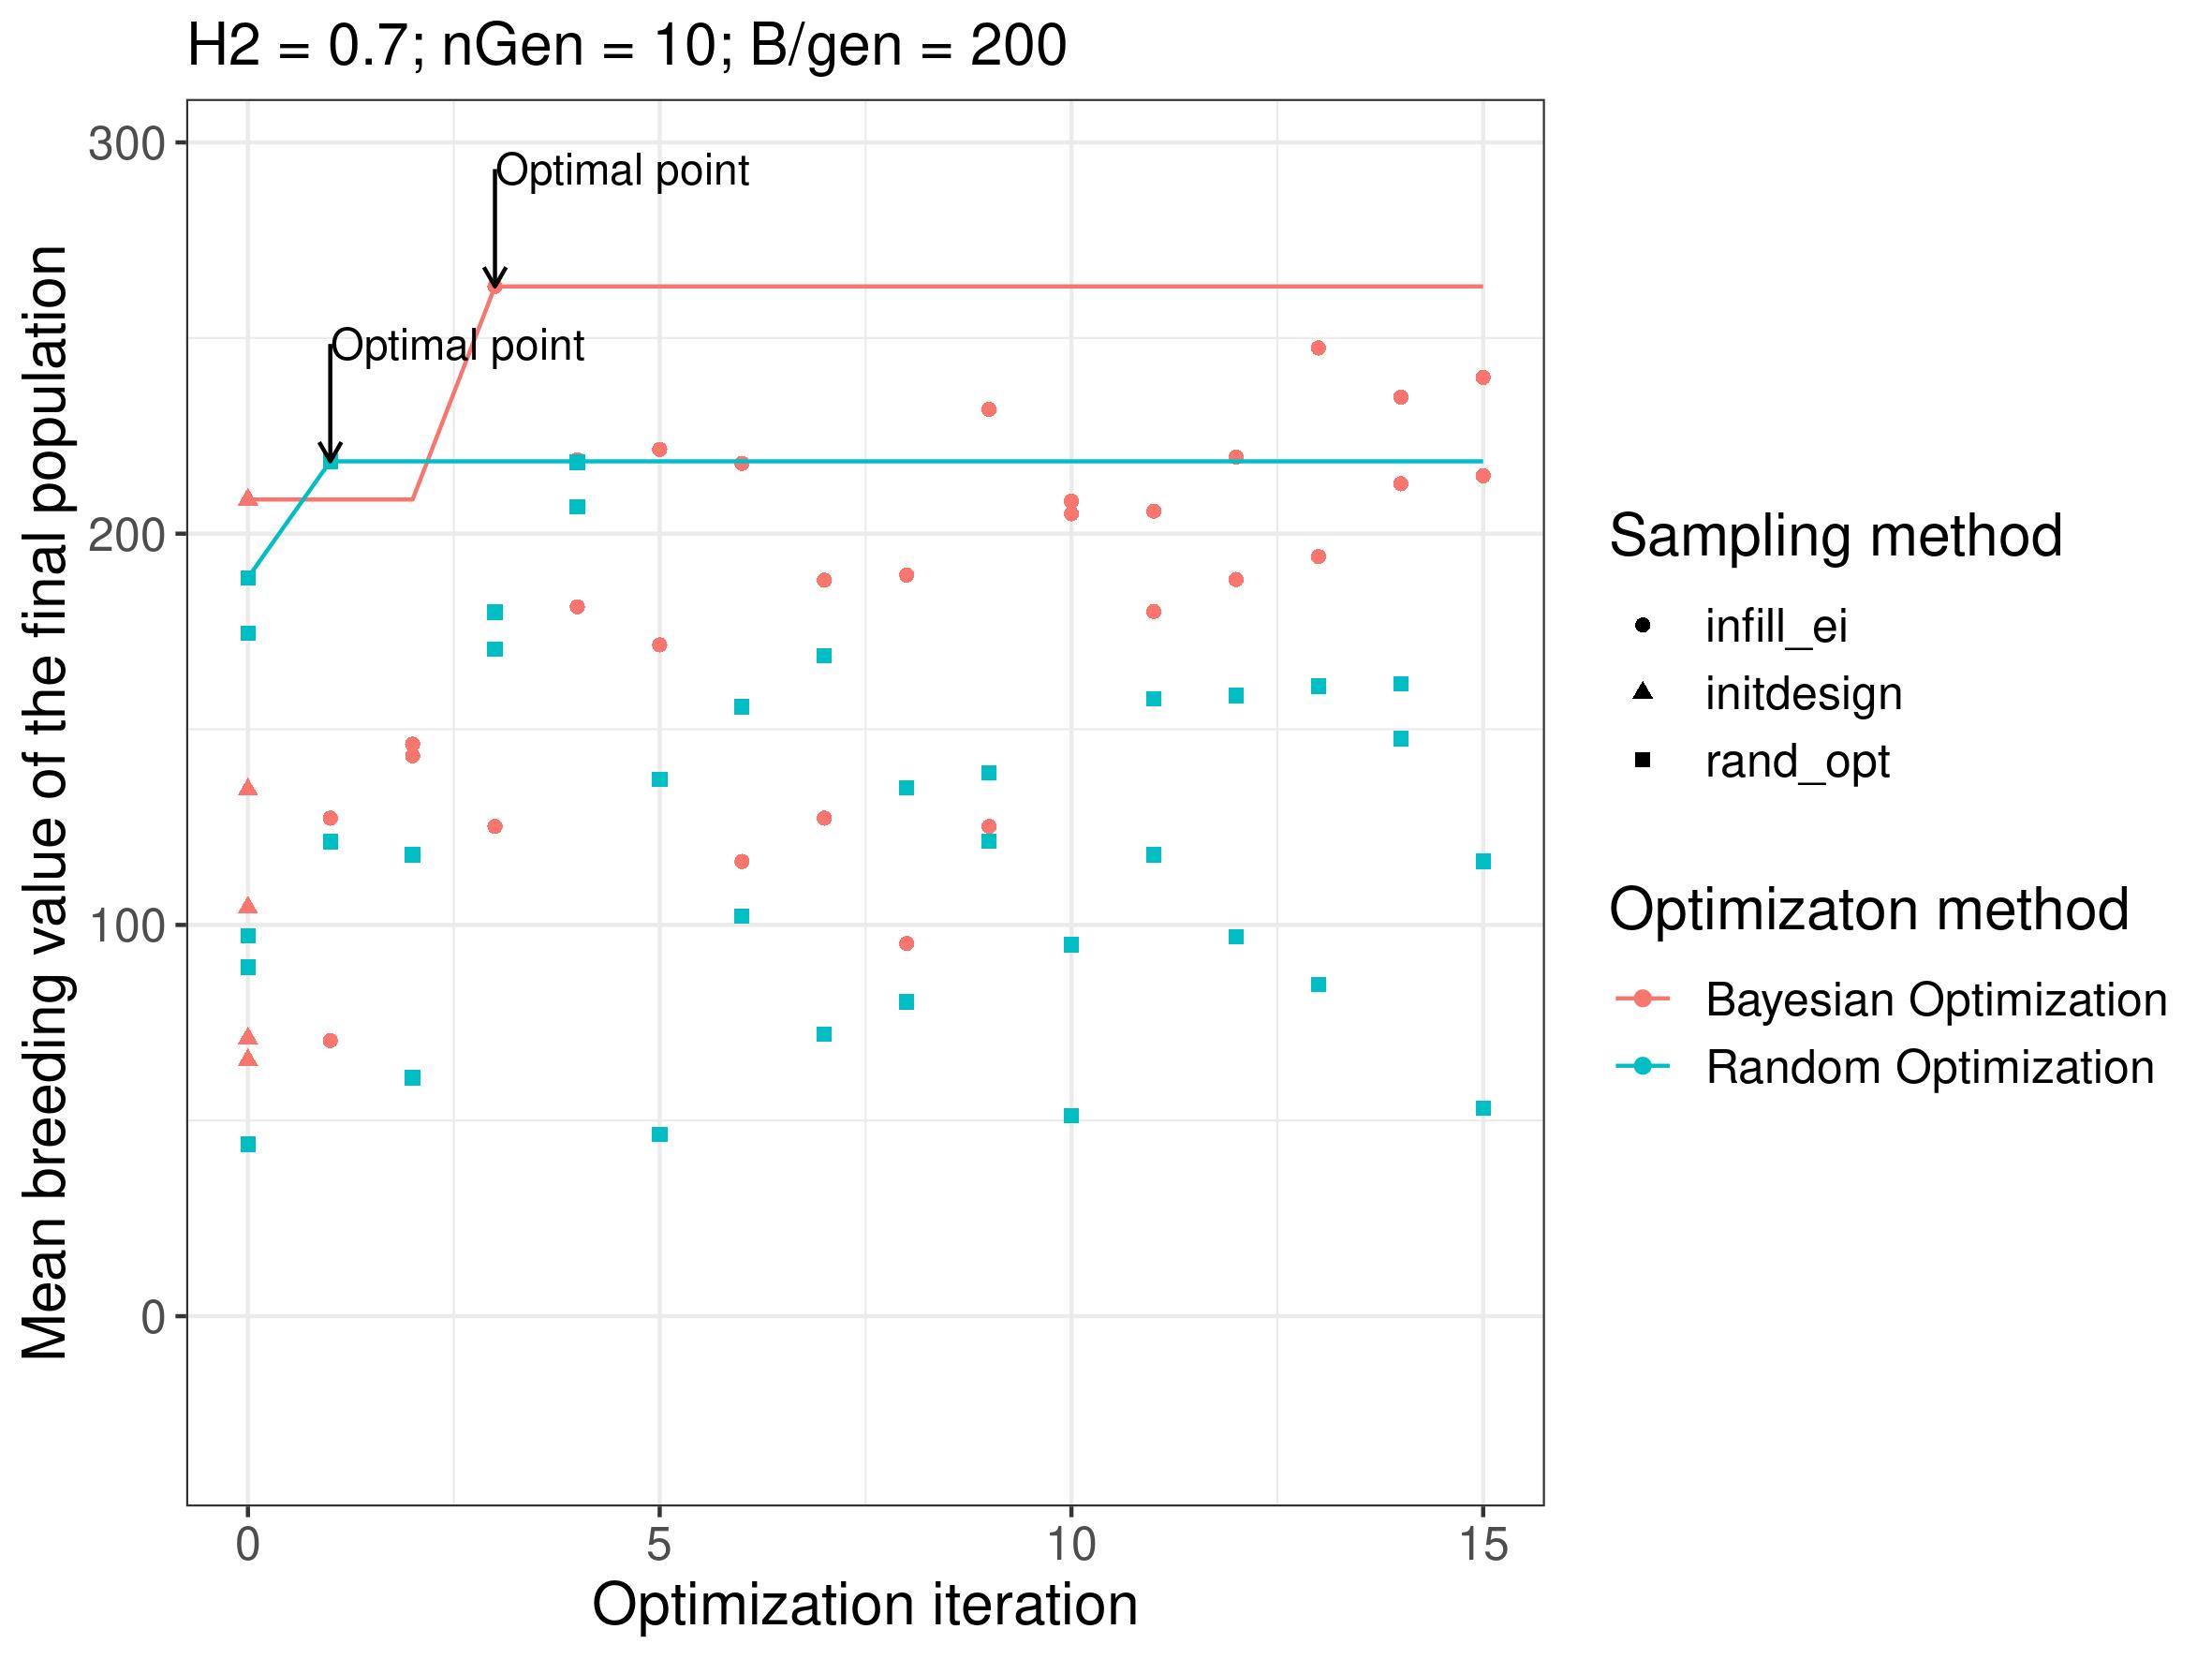 H2 = 0.7; nGen = 10; B/gen = 200
Mean breeding value of the final population
300
200
100
0
Optimal point
Optimal point
0 5 10 15
Optimization iteration
Sampling method
infill_ei
initdesign
rand_opt
Optimizaton method
Bayesian Optimization
Random Optimization